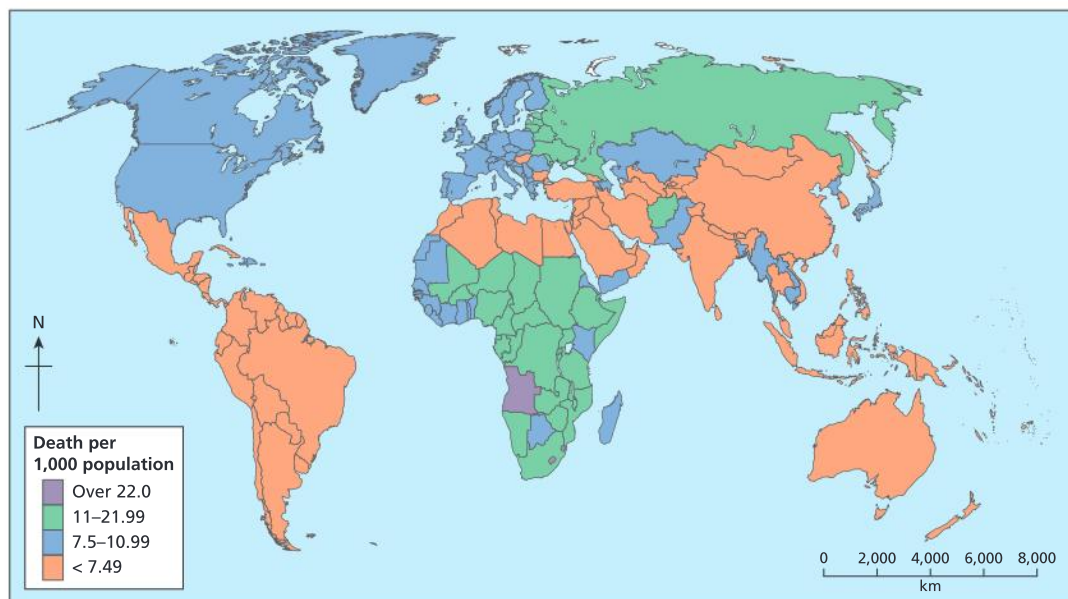 N
Death per
1,000 population
Over 22.0
11–21.99
7.5–10.99
< 7.49
0 2,000 4,000 6,000 8,000
km